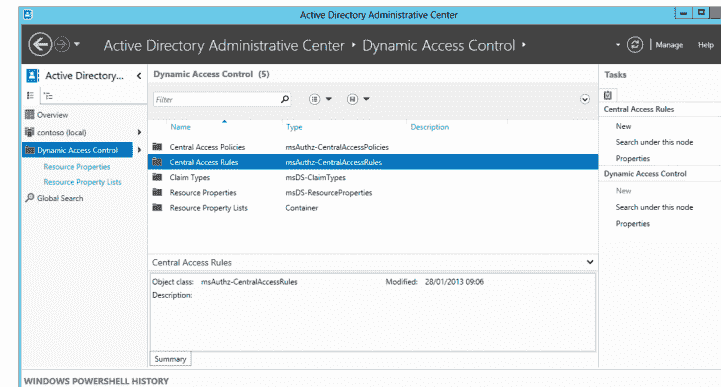 Active Directory Administrative Center
Active Directory Administrative Center • Dynamic Access Control •
Manage Help
Active Directory... Dynamic Access Control (5) Tasks
Filter
Central Access Rules
Overview
Name Type Description
New
contoso (local)
Central Access Policies msAuthz-CentralAccessPolicies
Search under this node
Dynamic Access Control
Central Access Rules msAuthz-CentralAccessRules
Properties
Resource Properties
Claim Types msDS-ClaimTypes
Dynamic Access Control
Resource Property Lists
Resource Properties msDS-ResourceProperties
New
Global Search
Resource Property Lists Container
Search under this node
Properties
Central Access Rules
Object class: msAuthz-CentralAccessRules Modified: 28/01/2013 09:06
Description:
Summary
WINDOWS POWERSHELL HISTORY